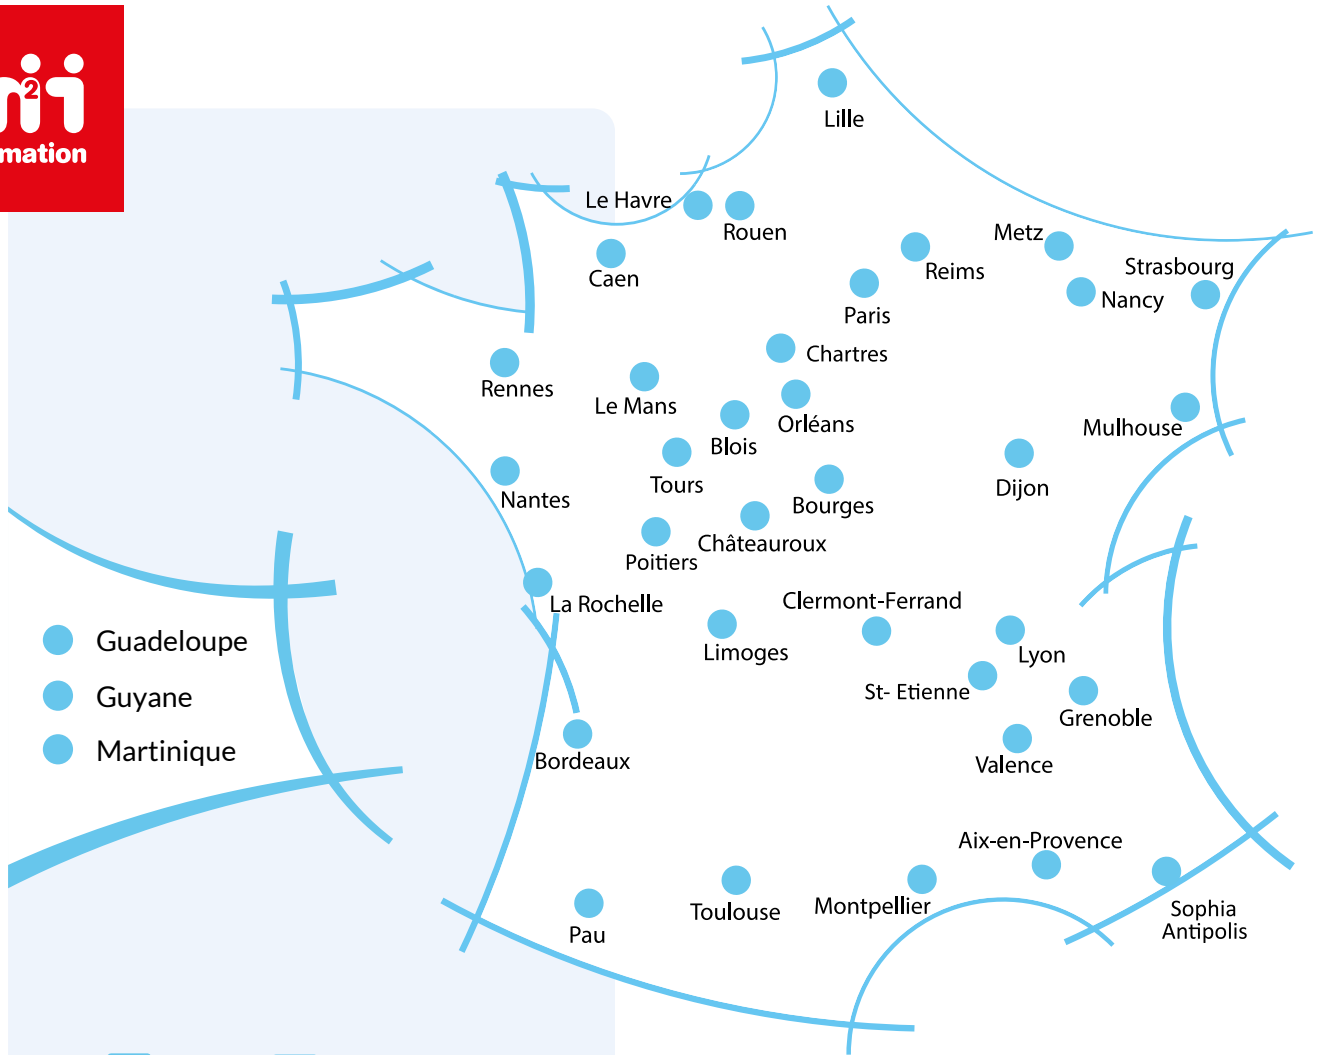 2
mation
Lille
Le Havre
Rouen
Caen
Metz
Reims
Strasbourg
Nancy
Paris
Chartres
Rennes
Le Mans
Orléans
Blois
Mulhouse
Tours
Dijon
Nantes
Bourges
Châteauroux
Poitiers
La Rochelle
Clermont-Ferrand
Limoges
Lyon
St- Etienne
Grenoble
Valence
Bordeaux
Guadeloupe
Guyane
Martinique
Aix-en-Provence
Pau
Toulouse
Montpellier
Sophia
Antipolis